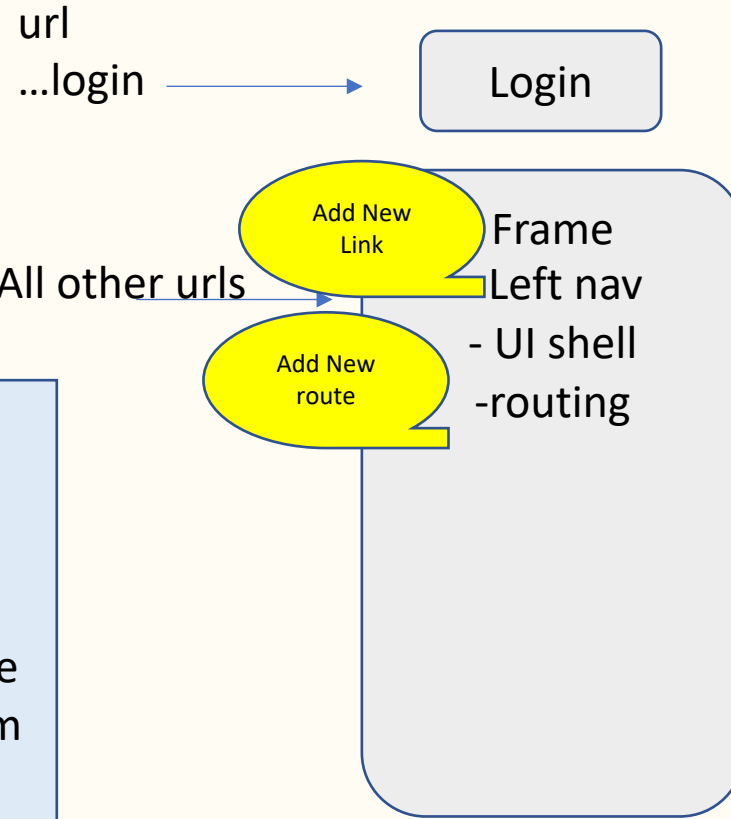 url
...login
Login
Add New
Link
Frame
All other urls
Left nav
- UI shell
Add New
route
-routing